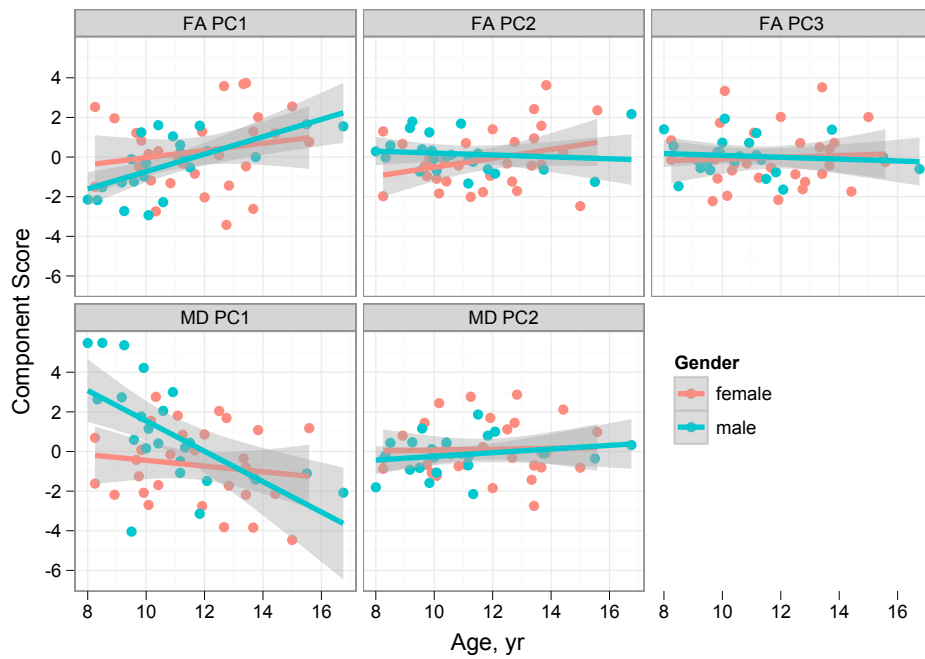 FA PC1 FA PC2 FA PC3
4
2
0
-2
-4
-6
Component Score
MD PC1 MD PC2
4
2
0
-2
-4
-6
Gender
female
male
8 10 12 14 16 8 10 12 14 16 8 10 12 14 16
Age, yr